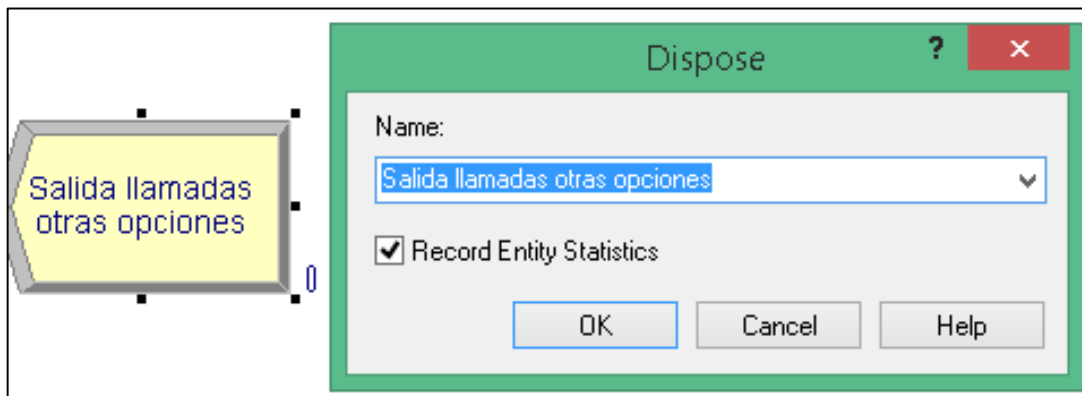 Salida llamadas
otras opciones
0
Dispose
?
×
Name:
Salida llamadas otras opciones
Record Entity Statistics
OK
Cancel
Help